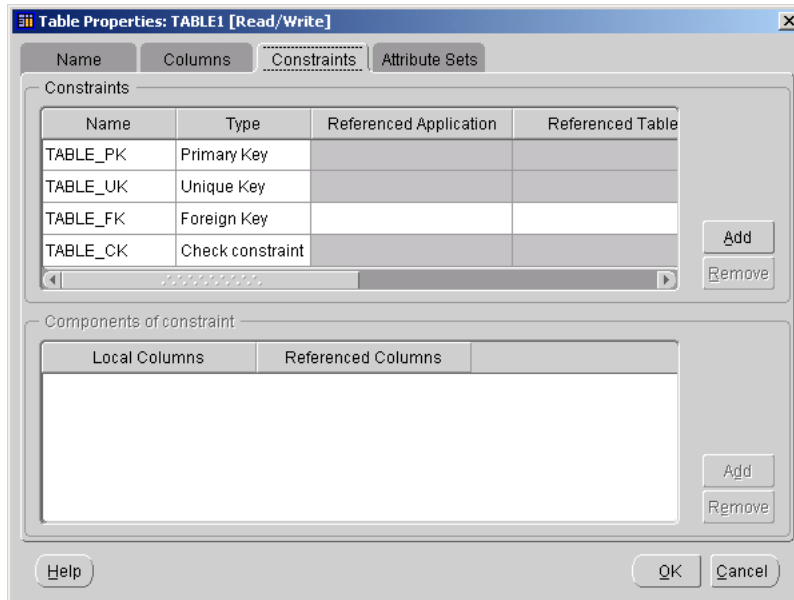 Table Properties: TABLE1 [Read/Write]
Name Columns Constraints Attribute Sets
Constraints
Name Type Referenced Application Referenced Table
TABLE_PK Primary Key
TABLE_UK Unique Key
TABLE_FK Foreign Key
TABLE_CK Check constraint
Add
Remove
Components of constraint
Local Columns Referenced Columns
Add
Remove
Help OK Cancel